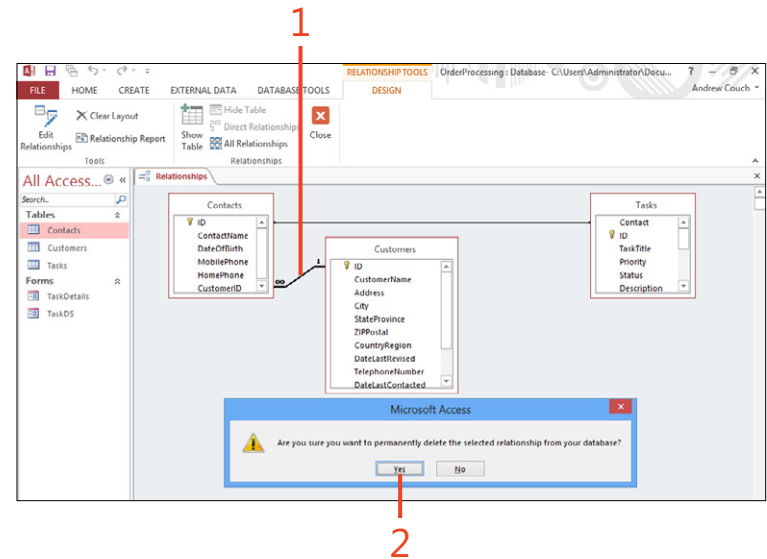 1
RELATIONSHIP TOOLS OrderProcessing : Database- C:\Users\Administrator\Docu... ?
FILE HOME CREATE EXTERNAL DATA DATABASE TOOLS DESIGN Andrew Couch
Edit Relationships
Clear Layout
Relationship Report
Tools
Show Table
Hide Table
Direct Relationships
All Relationships
Close
Relationships
All Access...
Search..
Tables
Contacts
Customers
Tasks
Forms
TaskDetails
TaskDS
Relationships
Contacts
ID
ContactName
DateOfBirth
MobilePhone
HomePhone
CustomerID
∞
1
Customers
ID
CustomerName
Address
City
StateProvince
ZIPPostal
CountryRegion
DateLastRevised
TelephoneNumber
DateLastContacted
Tasks
Contact
ID
TaskTitle
Priority
Status
Description
Microsoft Access
Are you sure you want to permanently delete the selected relationship from your database?
Yes No
2